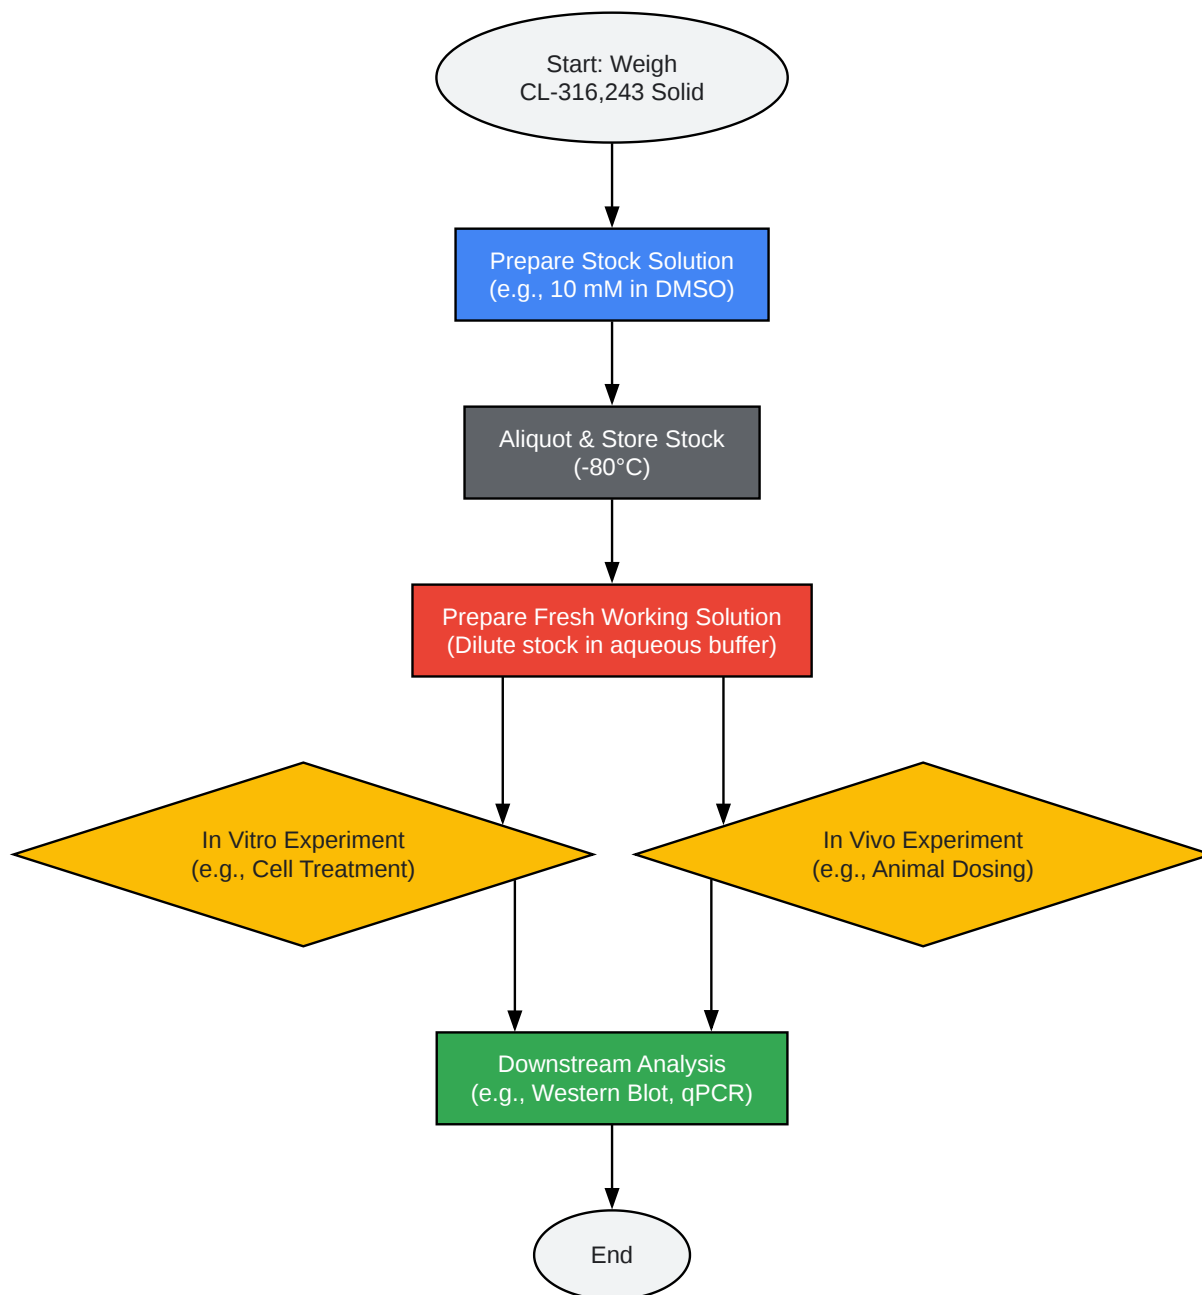 Start: Weigh
CL-316,243 Solid
Prepare Stock Solution
(e.g., 10 mM in DMSO)
Aliquot & Store Stock
(-80°C)
Prepare Fresh Working Solution
(Dilute stock in aqueous buffer)
In Vitro Experiment
(e.g., Cell Treatment)
In Vivo Experiment
(e.g., Animal Dosing)
Downstream Analysis
(e.g., Western Blot, qPCR)
End